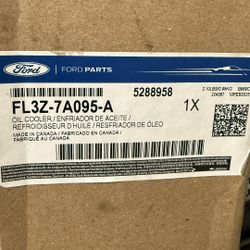 Ford
FORD PARTS
5288958
FL3Z-7A095-A
1X
OIL COOLER / ENFRIADOR DE ACEITE /
REFROIDISSEUR D'HUILE / RESFRIADOR DE ÓLEO
MADE IN CANADA / FABRICADO EN CANADA /
FABRIQUÉ AU CANADA